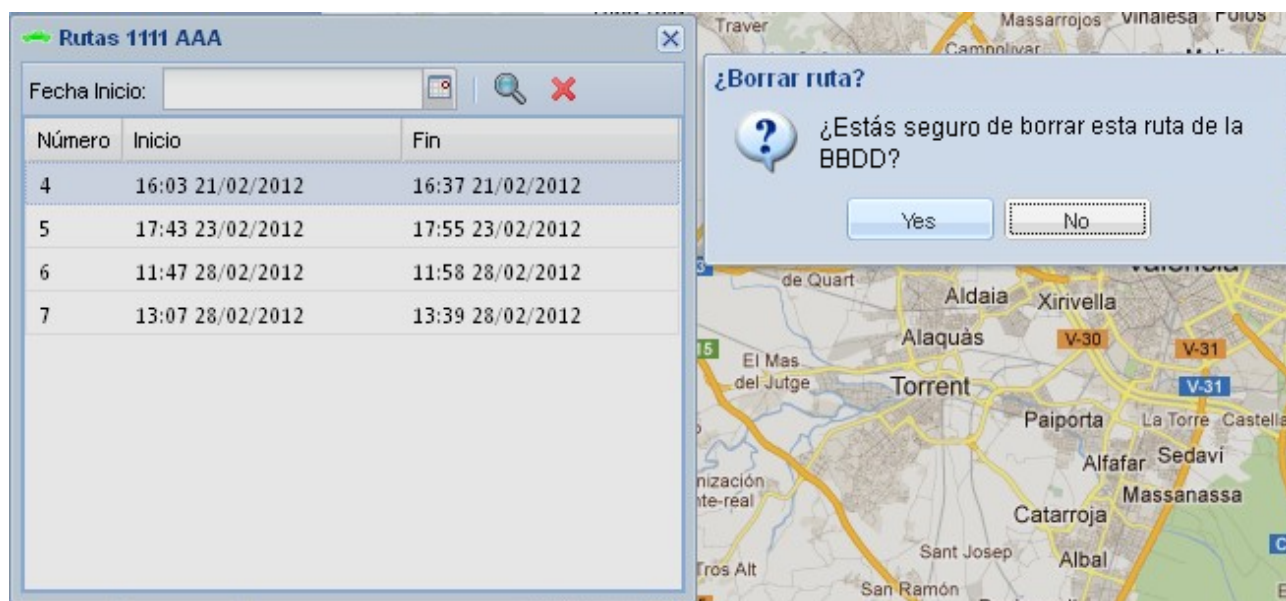 Rutas 1111 AAA
Fecha Inicio:
Número Inicio Fin
4 16:03 21/02/2012 16:37 21/02/2012
5 17:43 23/02/2012 17:55 23/02/2012
6 11:47 28/02/2012 11:58 28/02/2012
7 13:07 28/02/2012 13:39 28/02/2012
Traver
Massarrojos Vinalesa
Campolivar
¿Borrar ruta?
¿Estás seguro de borrar esta ruta de la
BBDD?
Yes No
de Quart
Aldaia Xirivella
Alaquàs V-30 V-31
El Mas
del Jutge
Torrent V-31
Paiporta La Torre
Alfafar Sedaví
Massanassa
Catarroja
Sant Josep Albal
Tros Alt
San Ramón